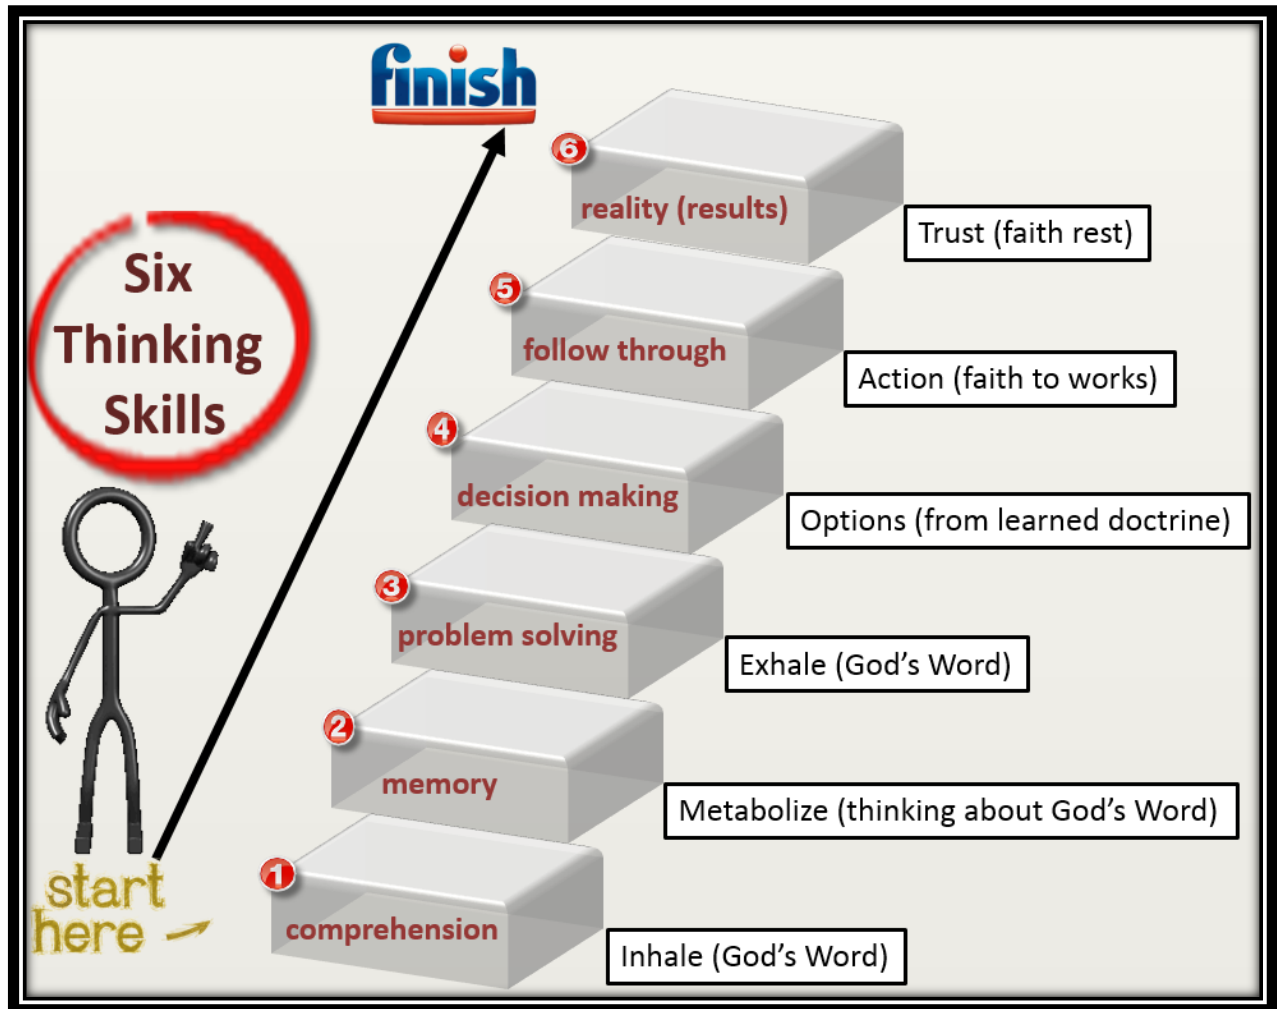 finish
Six
Thinking
Skills
6
reality (results)
Trust (faith rest)
5
follow through
Action (faith to works)
4
decision making
Options (from learned doctrine)
3
problem solving
Exhale (God's Word)
2
memory
Metabolize (thinking about God's Word)
1
comprehension
Inhale (God's Word)
start
here